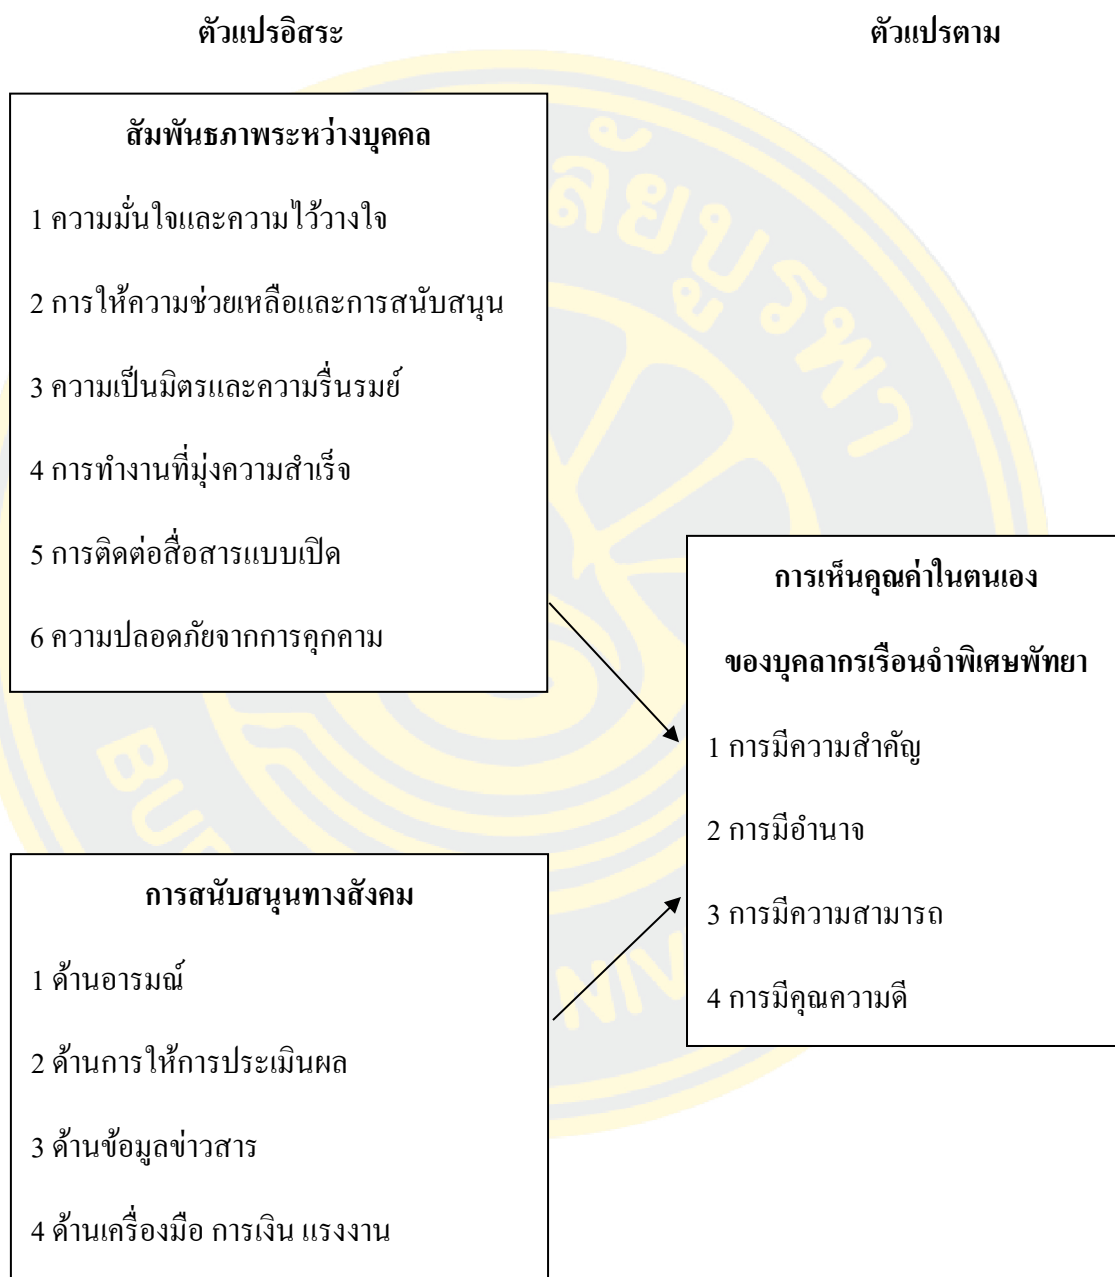 ตัวแปรอิสระ
ตัวแปรตาม
สัมพันธภาพระหว่างบุคคล
1 ความมั่นใจและความไว้วางใจ
2 การให้ความช่วยเหลือและการสนับสนุน
3 ความเป็นมิตรและความรื่นรมย์
4 การทำงานที่มุ่งความสำเร็จ
5 การติดต่อสื่อสารแบบเปิด
6 ความปลอดภัยจากการคุกคาม
การสนับสนุนทางสังคม
1 ด้านอารมณ์
2 ด้านการให้การประเมินผล
3 ด้านข้อมูลข่าวสาร
4 ด้านเครื่องมือ การเงิน แรงงาน
การเห็นคุณค่าในตนเอง
ของบุคลากรเรือนจำพิเศษพัทยา
1 การมีความสำคัญ
2 การมีอำนาจ
3 การมีความสามารถ
4 การมีคุณความดี
ลัยบูรพา
BU
NIV